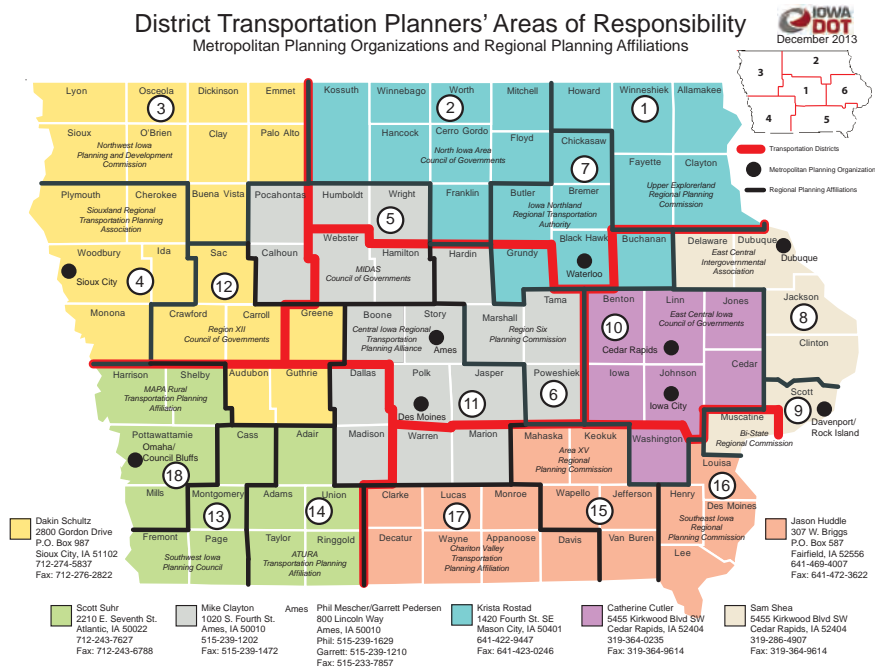 District Transportation Planners' Areas of Responsibility
Metropolitan Planning Organizations and Regional Planning Affiliations
IOWA
DOT
December 2013
3
2
1
6
4
5
Transportation Districts
Metropolitan Planning Organization
Regional Planning Affiliations
Lyon
Osceola
Dickinson
Emmet
Kossuth
Winnebago
Worth
Mitchell
Howard
Winneshiek
Allamakee
3
2
1
Sioux
O'Brien
Clay
Palo Alto
Hancock
Cerro Gordo
Floyd
Chickasaw
Northwest Iowa
Planning and Development
Commission
North Iowa Area
Council of Governments
7
Fayette
Clayton
Upper Explorerland
Regional Planning
Commission
Plymouth
Cherokee
Buena Vista
Pocahontas
Humboldt
Wright
Franklin
Butler
Bremer
Siouxland Regional
Transportation Planning
Association
5
Iowa Northland
Regional Transportation
Authority
Woodbury
Ida
Sac
Calhoun
Webster
Hamilton
Hardin
Grundy
Black Hawk
Buchanan
Delaware
Dubuque
Sioux City
4
12
MIDAS
Council of Governments
Waterloo
East Central
Intergovernmental
Association
Dubuque
Monona
Crawford
Carroll
Greene
Boone
Story
Marshall
Tama
Benton
Linn
Jones
Jackson
Region XII
Council of Governments
Central Iowa Regional
Transportation
Planning Alliance
Ames
Region Six
Planning Commission
10
East Central Iowa
Council of Governments
Cedar Rapids
8
Clinton
Harrison
Shelby
Audubon
Guthrie
Dallas
Polk
Jasper
Poweshiek
Iowa
Johnson
Cedar
Scott
MAPA Rural
Transportation Planning
Affiliation
Des Moines
11
6
Iowa City
9
Davenport/
Rock Island
Muscatine
Bi-State
Regional Commission
Pottawattamie
Omaha/
Council Bluffs
18
Cass
Adair
Madison
Warren
Marion
Mahaska
Keokuk
Washington
Area XV
Regional
Planning Commission
Louisa
Mills
Montgomery
Adams
Union
Clarke
Lucas
Monroe
Wapello
Jefferson
Henry
16
Des Moines
13
14
17
15
Southeast Iowa
Regional
Planning Commission
Fremont
Page
Taylor
Ringgold
Decatur
Wayne
Appanoose
Davis
Van Buren
Lee
Southwest Iowa
Planning Council
ATURA
Transportation Planning
Affiliation
Chariton Valley
Transportation
Planning Affiliation
Dakin Schultz
2800 Gordon Drive
P.O. Box 987
Sioux City, IA 51102
712-274-5837
Fax: 712-276-2822
Jason Huddle
307 W. Briggs
P.O. Box 587
Fairfield, IA 52556
641-469-4007
Fax: 641-472-3622
Scott Suhr
2210 E. Seventh St.
Atlantic, IA 50022
712-243-7627
Fax: 712-243-6788
Mike Clayton
1020 S. Fourth St.
Ames, IA 50010
515-239-1202
Fax: 515-239-1472
Ames
Phil Mescher/Garrett Pedersen
800 Lincoln Way
Ames, IA 50010
Phil: 515-239-1629
Garrett: 515-239-1210
Fax: 515-233-7857
Krista Rostad
1420 Fourth St. SE
Mason City, IA 50401
641-422-9447
Fax: 641-423-0246
Catherine Cutler
5455 Kirkwood Blvd SW
Cedar Rapids, IA 52404
319-364-0235
Fax: 319-364-9614
Sam Shea
5455 Kirkwood Blvd SW
Cedar Rapids, IA 52404
319-286-4907
Fax: 319-364-9614